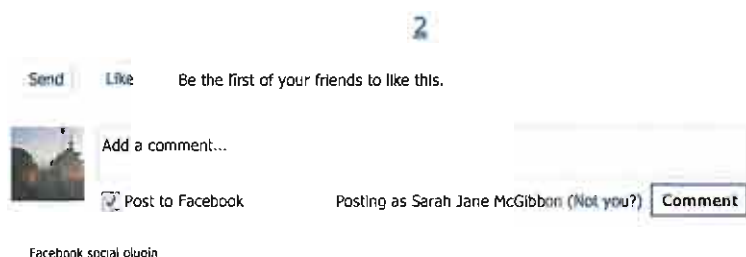 2
Send Like Be the first of your friends to like this.
Add a comment...
Post to Facebook Posting as Sarah Jane McGibbon (Not you?) Comment
Facebook social plugin